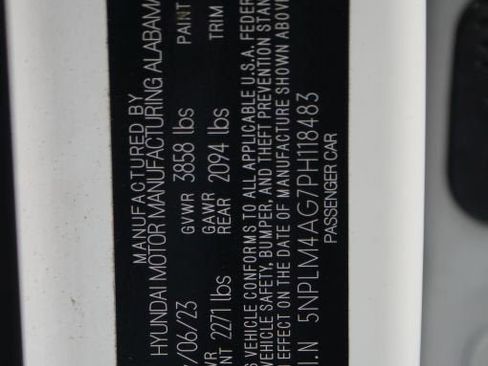 MANUFACTURED BY
HYUNDAI MOTOR MANUFACTURING ALABAMA
/06/23 GVWR 3858 lbs PAINT
GAWR GAWR
NT 2271 lbs REAR 2094 lbs TRIM
VEHICLE CONFORMS TO ALL APPLICABLE U.S.A. FEDER
VEHICLE SAFETY, BUMPER, AND THEFT PREVENTION STAN
EFFECT ON THE DATE OF MANUFACTURE SHOWN ABOVE
I.N 5NPLM4AG7PH118483
PASSENGER CAR